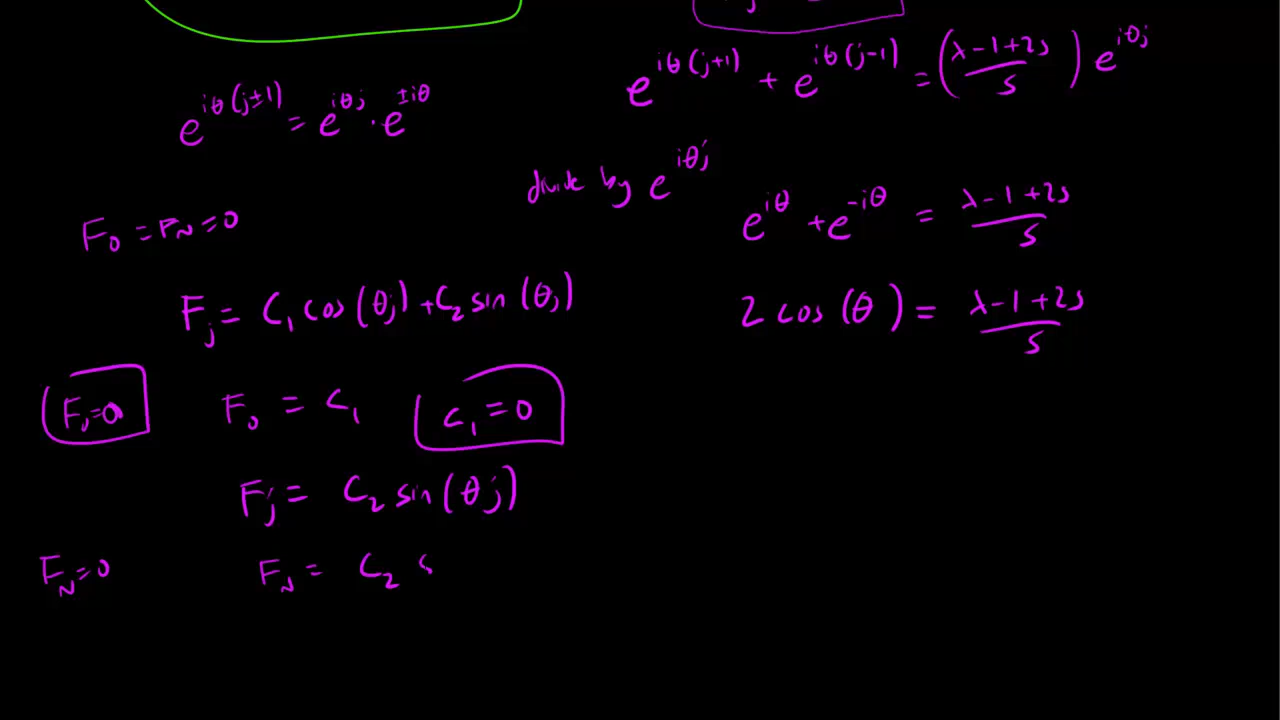 e^{iθ(j+1)} + e^{iθ(j-1)} = ((λ-1+2s)/s) e^{iθj}
e^{iθ(j±1)} = e^{iθj} · e^{±iθ}
divide by e^{iθj}
e^{iθ} + e^{-iθ} = (λ-1+2s)/s
F_0 = F_N = 0
F_j = C_1 cos(θj) + C_2 sin(θj)
2 cos(θ) = (λ-1+2s)/s
F_0 = 0
F_0 = C_1
C_1 = 0
F_j = C_2 sin(θj)
F_N = 0
F_N = C_2 s